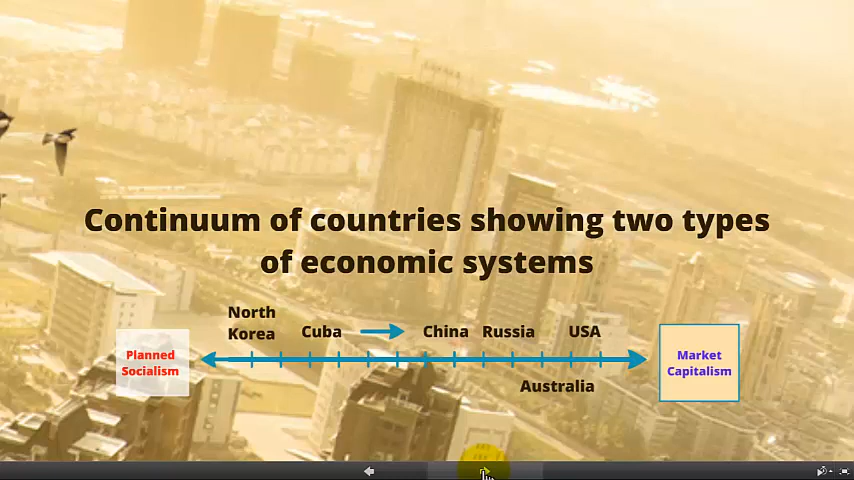 Continuum of countries showing two types
of economic systems
North
Korea
Cuba
China
Russia
USA
Planned
Socialism
Market
Capitalism
Australia